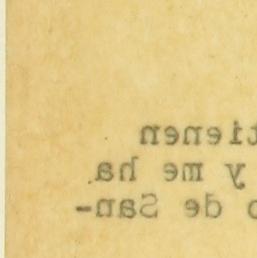 tienen
y me ha.
o de San-